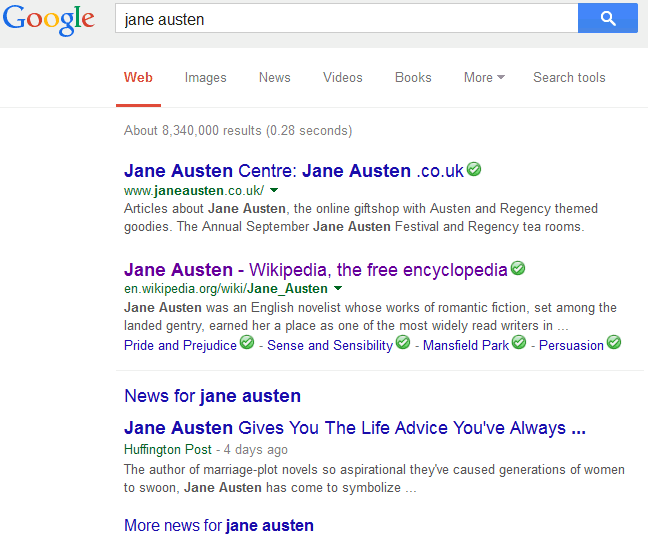 Google
jane austen
Web Images News Videos Books More Search tools
About 8,340,000 results (0.28 seconds)
Jane Austen Centre: Jane Austen .co.uk
www.janeausten.co.uk/
Articles about Jane Austen, the online giftshop with Austen and Regency themed
goodies. The Annual September Jane Austen Festival and Regency tea rooms.
Jane Austen - Wikipedia, the free encyclopedia
en.wikipedia.org/wiki/Jane_Austen
Jane Austen was an English novelist whose works of romantic fiction, set among the
landed gentry, earned her a place as one of the most widely read writers in ...
Pride and Prejudice - Sense and Sensibility - Mansfield Park - Persuasion
News for jane austen
Jane Austen Gives You The Life Advice You've Always ...
Huffington Post - 4 days ago
The author of marriage-plot novels so aspirational they've caused generations of women
to swoon, Jane Austen has come to symbolize ...
More news for jane austen